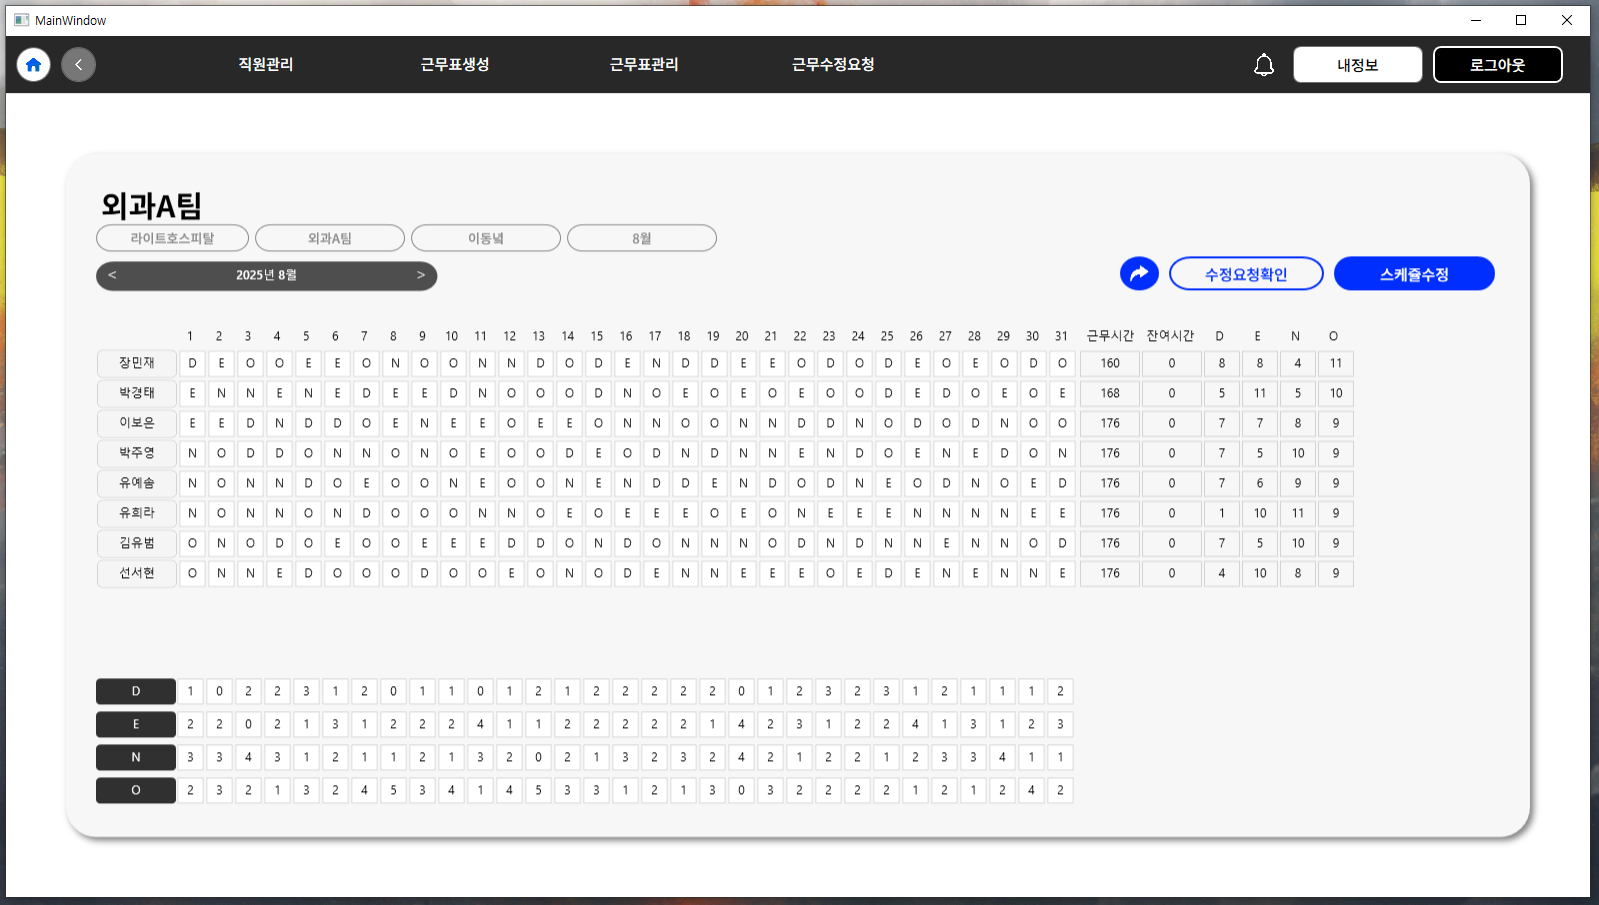 MainWindow
직원관리 근무표생성 근무표관리 근무수정요청 내정보 로그아웃
외과A팀
라이트호스피탈 외과A팀 이동녘 8월
< 2025년 8월 > 수정요청확인 스케쥴수정
1 2 3 4 5 6 7 8 9 10 11 12 13 14 15 16 17 18 19 20 21 22 23 24 25 26 27 28 29 30 31 근무시간 잔여시간 D E N O
장민재 D E O O E E O N O O N N D O D E N D D E E O D O D E O E O D O 160 0 8 8 4 11
박경태 E N N E N E D E E D N O O O D N O E O E O E O O D E D O E O E 168 0 5 11 5 10
이보은 E E D N D D O E N E E O E E O N N O O N N D D N O D O D N O O 176 0 7 7 8 9
박주영 N O D D O N N O N O E O O D E O D N D N N E N D O E N E D O N 176 0 7 5 10 9
유예솔 N O N N D O E O O N E O O N E N D D E N D O D N E O D N O E D 176 0 7 6 9 9
유희라 N O N N O N D O O O N N O E O E E E O E O N E E E N N N N E E 176 0 1 10 11 9
김유범 O N O D O E O O E E E D D O N D O N N N O D N D N N E N N O D 176 0 7 5 10 9
선서현 O N N E D O O O D O O E O N O D E N N E E E O E D E N E N N E 176 0 4 10 8 9
D 1 0 2 2 3 1 2 0 1 1 0 1 2 1 2 2 2 2 2 0 1 2 3 2 3 1 2 1 1 1 2
E 2 2 0 2 1 3 1 2 2 2 4 1 1 2 2 2 2 2 1 4 2 3 1 2 2 4 1 3 1 2 3
N 3 3 4 3 1 2 1 1 2 1 3 2 0 2 1 3 2 3 2 4 2 1 2 2 1 2 3 3 4 1 1
O 2 3 2 1 3 2 4 5 3 4 1 4 5 3 3 1 2 1 3 0 3 2 2 2 2 1 2 1 2 4 2